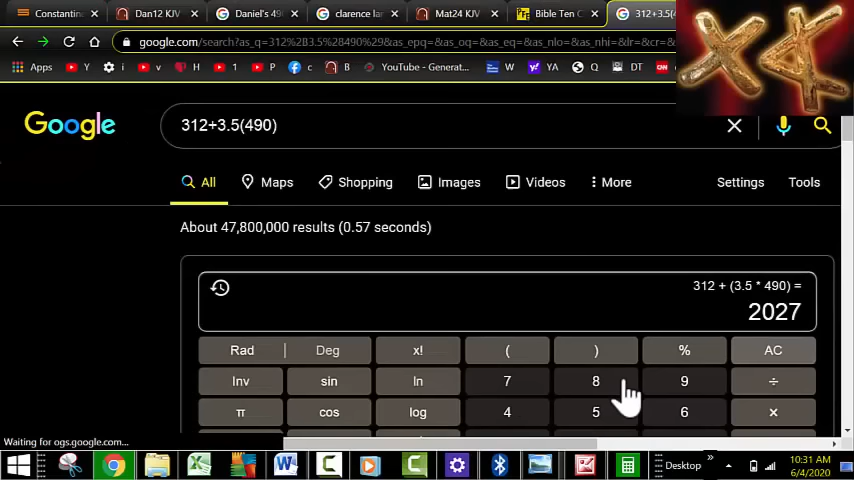 Constantin
Dan12 KJV
Daniel's 49
clarence lar
Mat24 KJV
Bible Ten C
312+3.5(
google.com/search?as_q=312%2B3.5%28490%29&as_epq=&as_oq=&as_eq=&as_nlo=&as_nhi=&lr=&cr=
Apps
Y
i
v
H
1
P
c
B
YouTube - Generat...
W
YA
Q
DT
Google
312+3.5(490)
All
Maps
Shopping
Images
Videos
More
Settings
Tools
About 47,800,000 results (0.57 seconds)
312 + (3.5 * 490) =
2027
Rad
Deg
x!
(
)
%
AC
Inv
sin
ln
7
8
9
÷
π
cos
log
4
5
6
×
Waiting for ogs.google.com...
Desktop
10:31 AM
6/4/2020